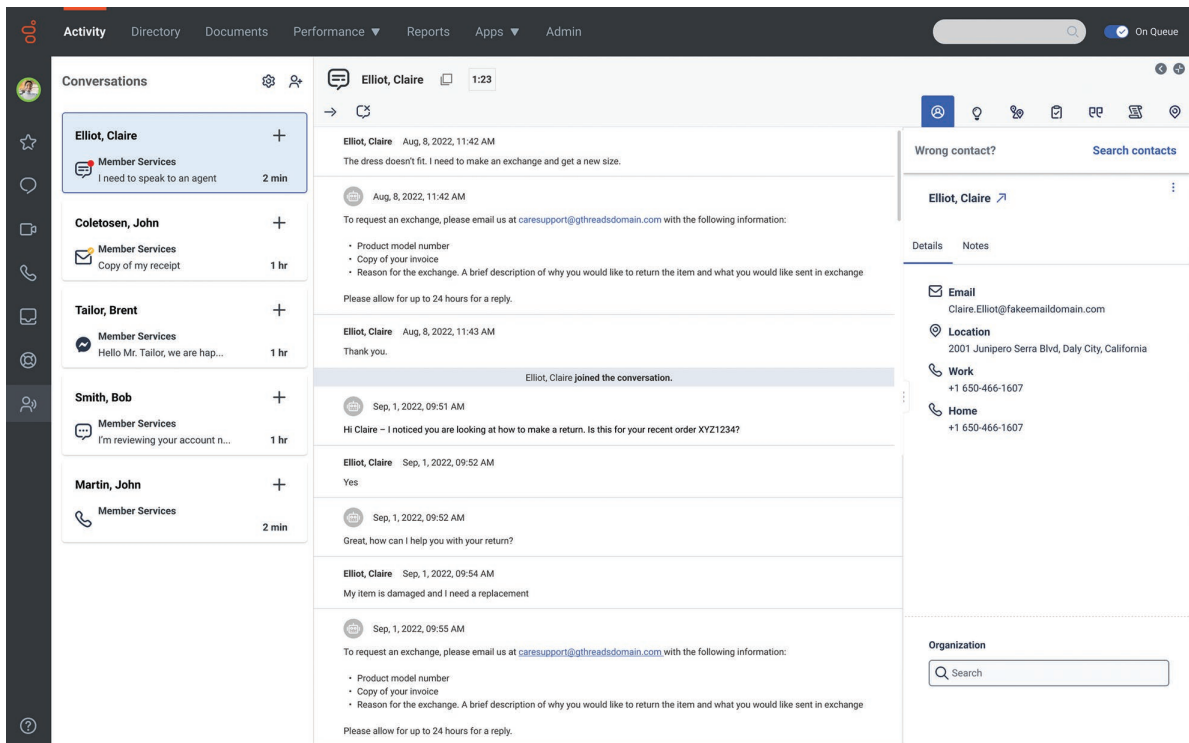 Activity Directory Documents Performance ▼ Reports Apps ▼ Admin
On Queue
Conversations
Elliot, Claire
Member Services
I need to speak to an agent 2 min
Coletosen, John
Member Services
Copy of my receipt 1 hr
Tailor, Brent
Member Services
Hello Mr. Tailor, we are hap... 1 hr
Smith, Bob
Member Services
I'm reviewing your account n... 1 hr
Martin, John
Member Services
2 min
Elliot, Claire 1:23
Elliot, Claire Aug, 8, 2022, 11:42 AM
The dress doesn't fit. I need to make an exchange and get a new size.
Aug, 8, 2022, 11:42 AM
To request an exchange, please email us at caresupport@gthreadsdomain.com with the following information:
• Product model number
• Copy of your invoice
• Reason for the exchange. A brief description of why you would like to return the item and what you would like sent in exchange
Please allow for up to 24 hours for a reply.
Elliot, Claire Aug, 8, 2022, 11:43 AM
Thank you.
Elliot, Claire joined the conversation.
Sep, 1, 2022, 09:51 AM
Hi Claire – I noticed you are looking at how to make a return. Is this for your recent order XYZ1234?
Elliot, Claire Sep, 1, 2022, 09:52 AM
Yes
Sep, 1, 2022, 09:52 AM
Great, how can I help you with your return?
Elliot, Claire Sep, 1, 2022, 09:54 AM
My item is damaged and I need a replacement
Sep, 1, 2022, 09:55 AM
To request an exchange, please email us at caresupport@gthreadsdomain.com with the following information:
• Product model number
• Copy of your invoice
• Reason for the exchange. A brief description of why you would like to return the item and what you would like sent in exchange
Please allow for up to 24 hours for a reply.
Wrong contact? Search contacts
Elliot, Claire
Details Notes
Email
Claire.Elliot@fakeemaildomain.com
Location
2001 Junipero Serra Blvd, Daly City, California
Work
+1 650-466-1607
Home
+1 650-466-1607
Organization
Search